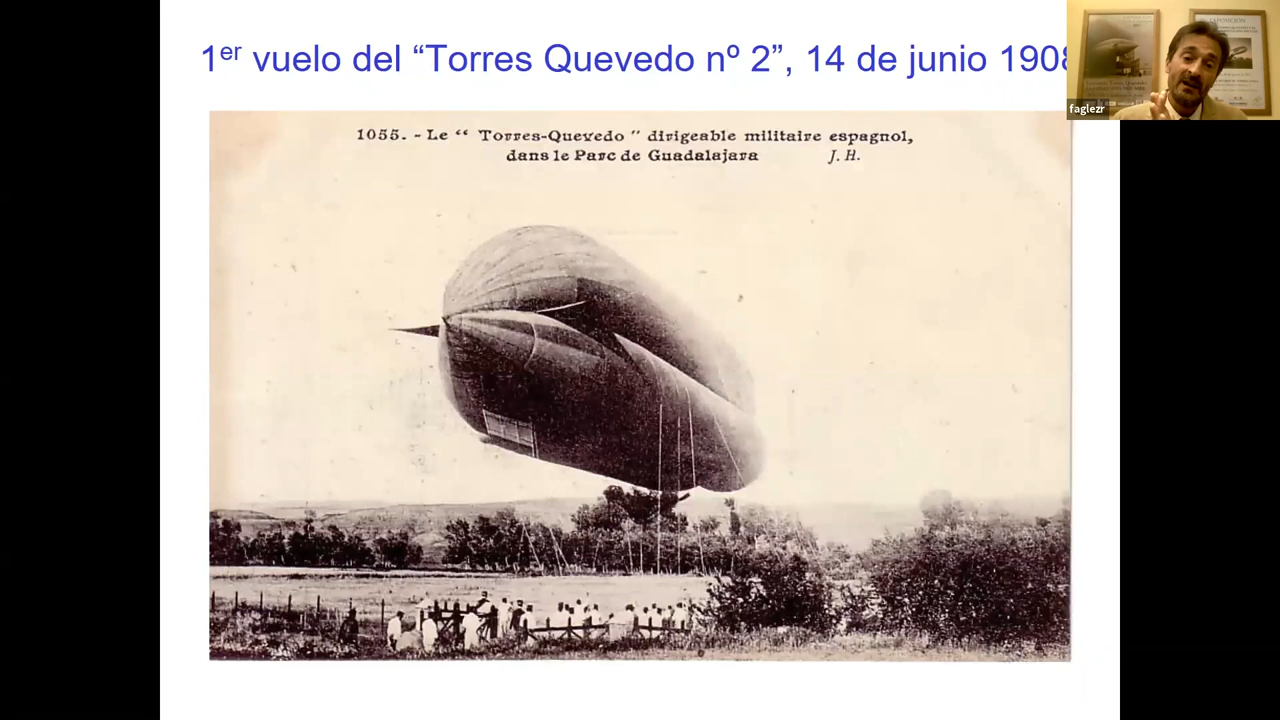 1er vuelo del “Torres Quevedo nº 2”, 14 de junio 1908
1055. - Le “ Torres-Quevedo ” dirigeable militaire espagnol,
dans le Parc de Guadalajara J. H.
faglezr